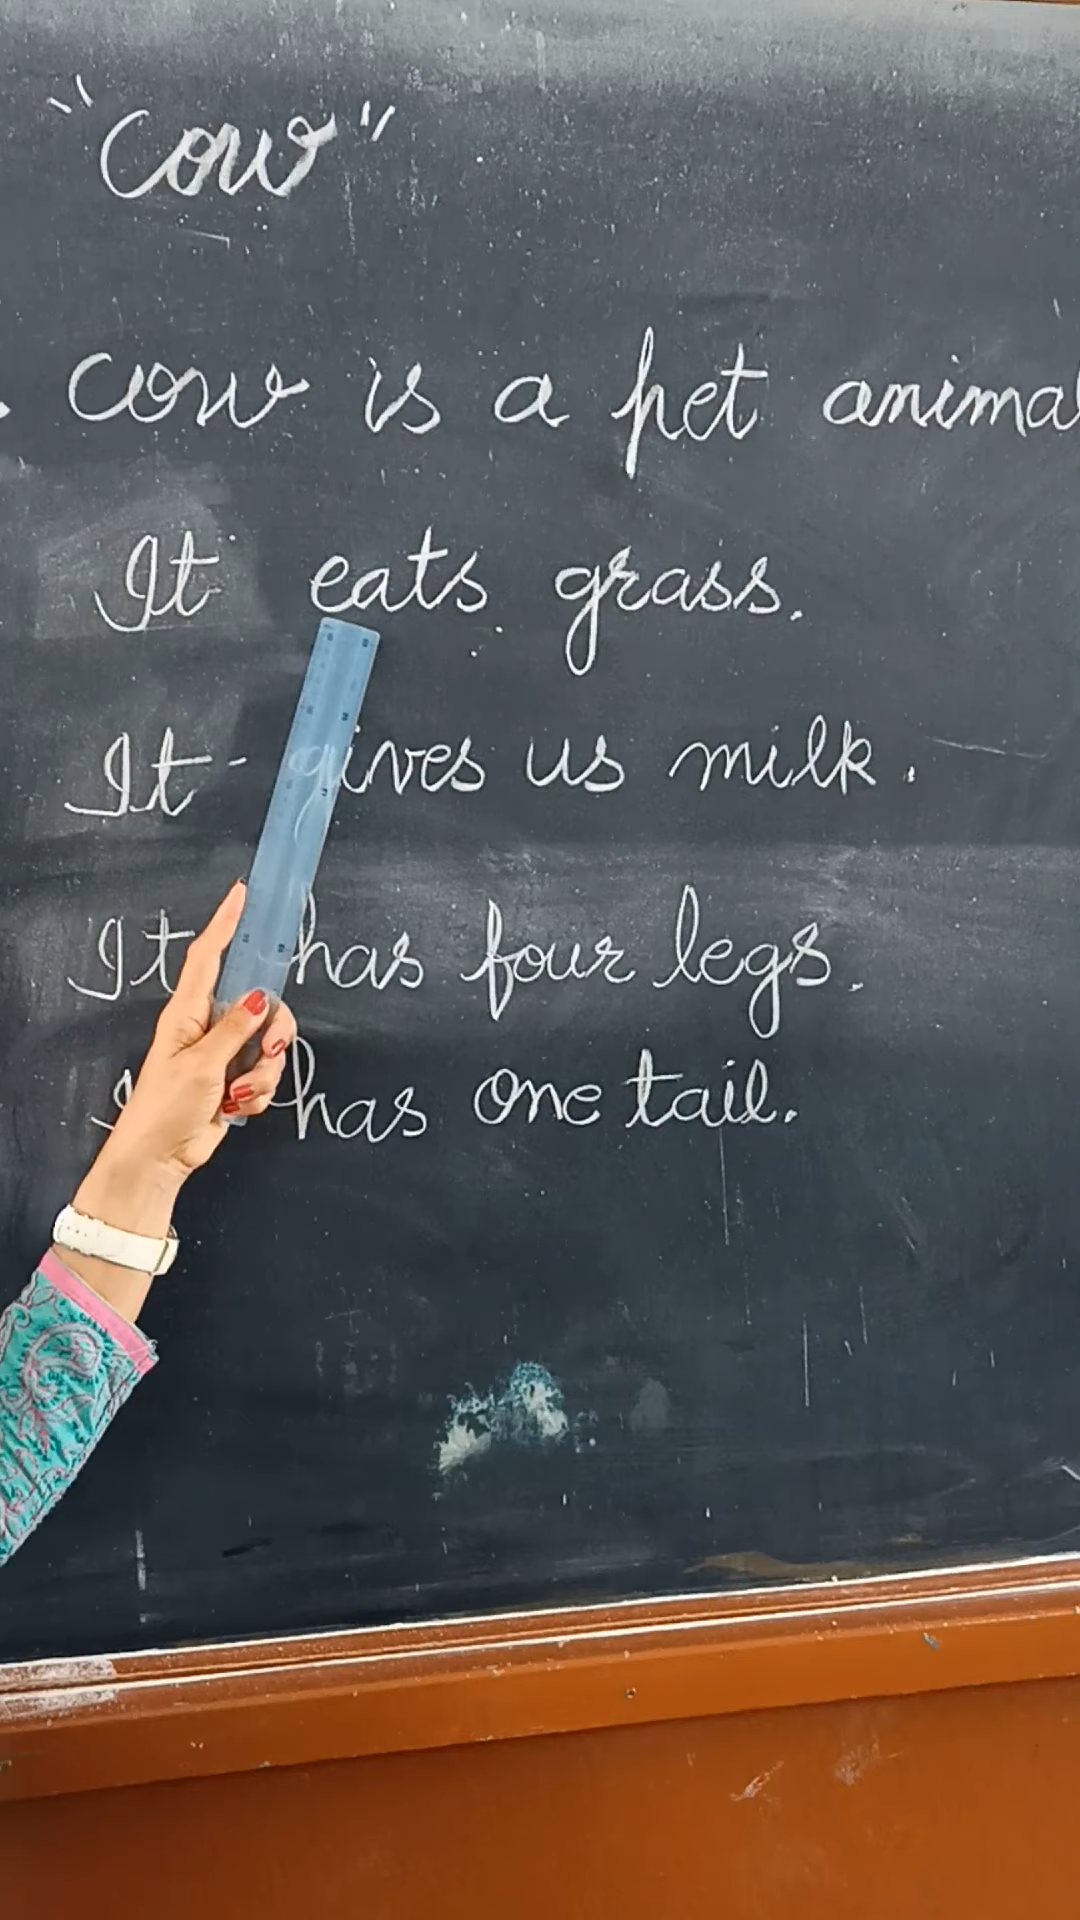 "Cow"
Cow is a pet animal
It eats grass.
It - gives us milk.
It has four legs.
has one tail.